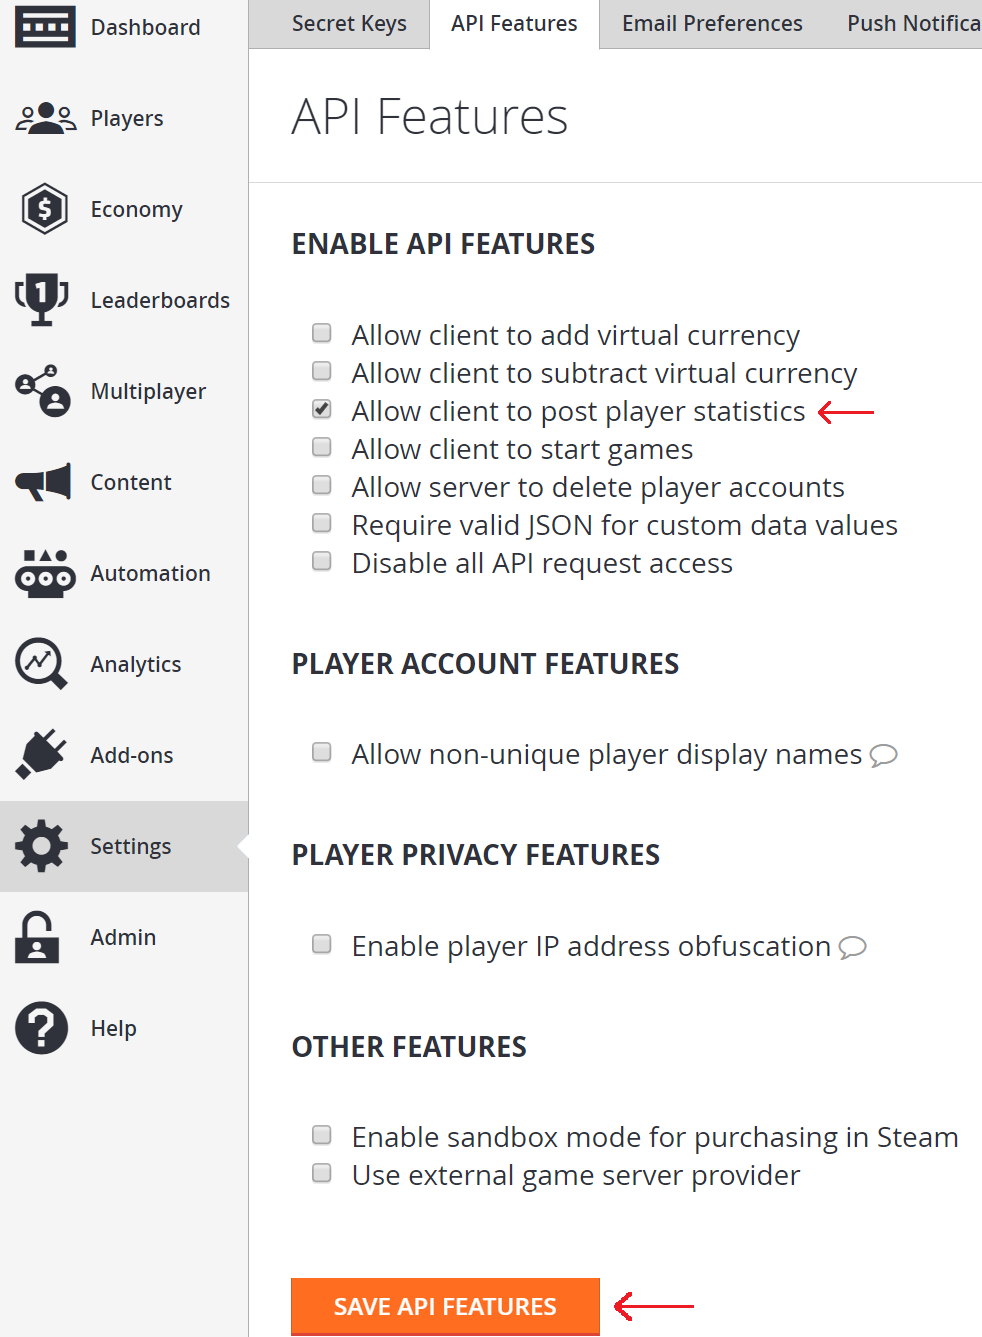 Dashboard
Players
Economy
Leaderboards
Multiplayer
Content
Automation
Analytics
Add-ons
Settings
Admin
Help
Secret Keys
API Features
Email Preferences
Push Notifica
API Features
ENABLE API FEATURES
Allow client to add virtual currency
Allow client to subtract virtual currency
Allow client to post player statistics
Allow client to start games
Allow server to delete player accounts
Require valid JSON for custom data values
Disable all API request access
PLAYER ACCOUNT FEATURES
Allow non-unique player display names
PLAYER PRIVACY FEATURES
Enable player IP address obfuscation
OTHER FEATURES
Enable sandbox mode for purchasing in Steam
Use external game server provider
SAVE API FEATURES